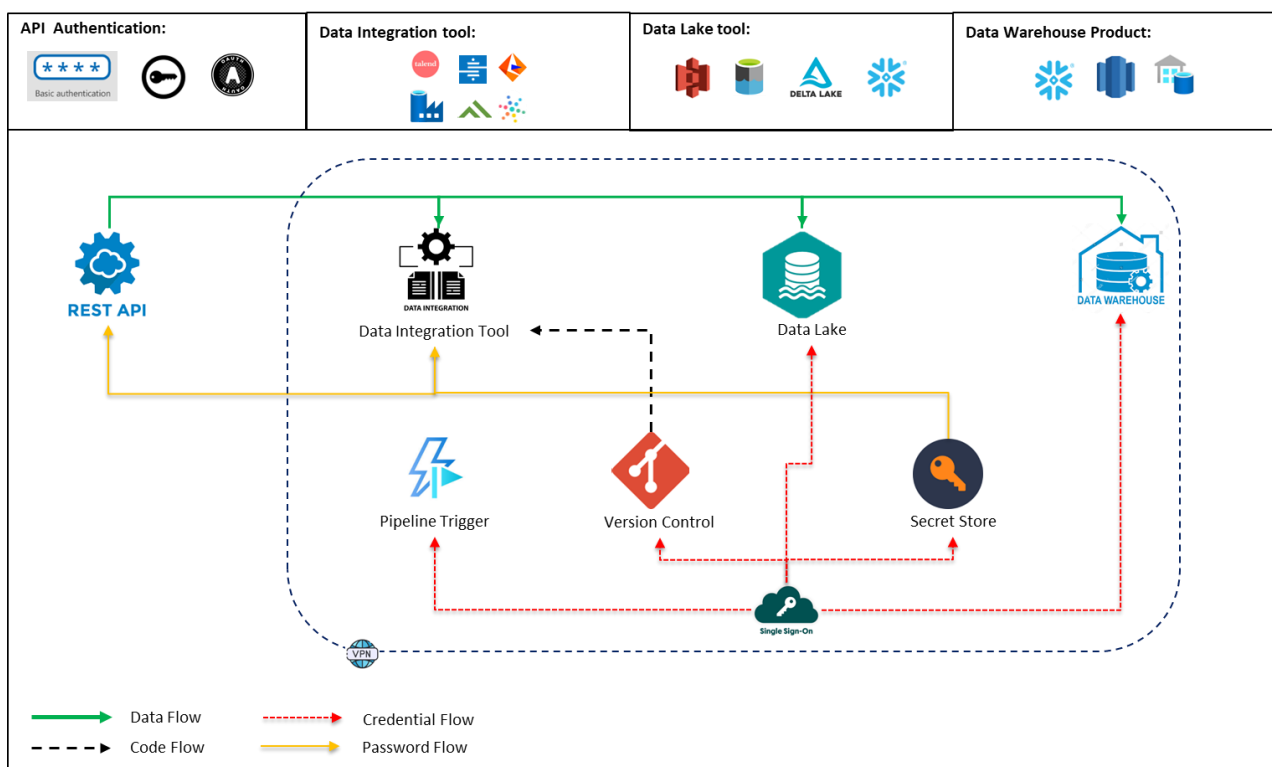 API  Authentication:
Data Integration tool:
Data Lake tool:
Data Warehouse Product:
****
Basic authentication
OAUTH
A
OAUTH
talend
DELTA LAKE
REST API
DATA INTEGRATION
Data Integration Tool
Data Lake
DATA WAREHOUSE
Pipeline Trigger
Version Control
Secret Store
Single Sign-On
VPN
Data Flow
Credential Flow
Code Flow
Password Flow